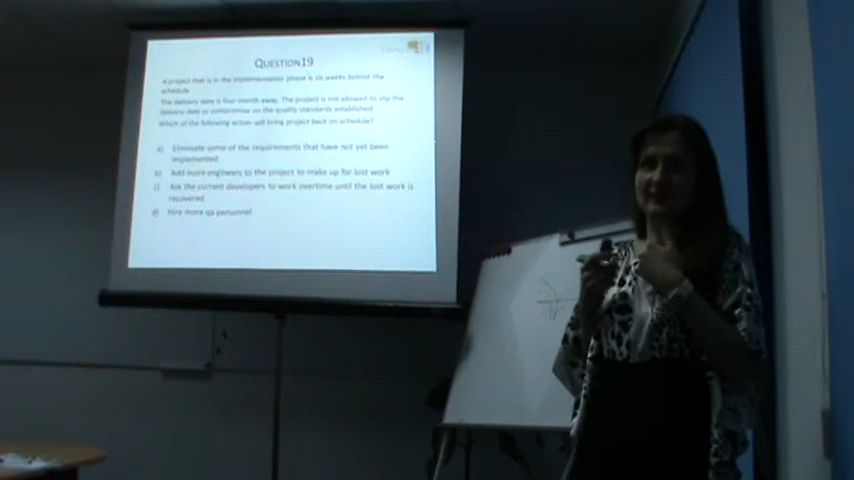 QUESTION19
A project that is in the implementation phase is six weeks behind the
schedule.
The delivery date is four month away. The project is not allowed to slip the
delivery date or compromise on the quality standards established.
Which of the following action will bring project back on schedule?
a) Eliminate some of the requirements that have not yet been
implemented
b) Add more engineers to the project to make up for lost work
c) Ask the current developers to work overtime until the lost work is
recovered
d) Hire more qa personnel